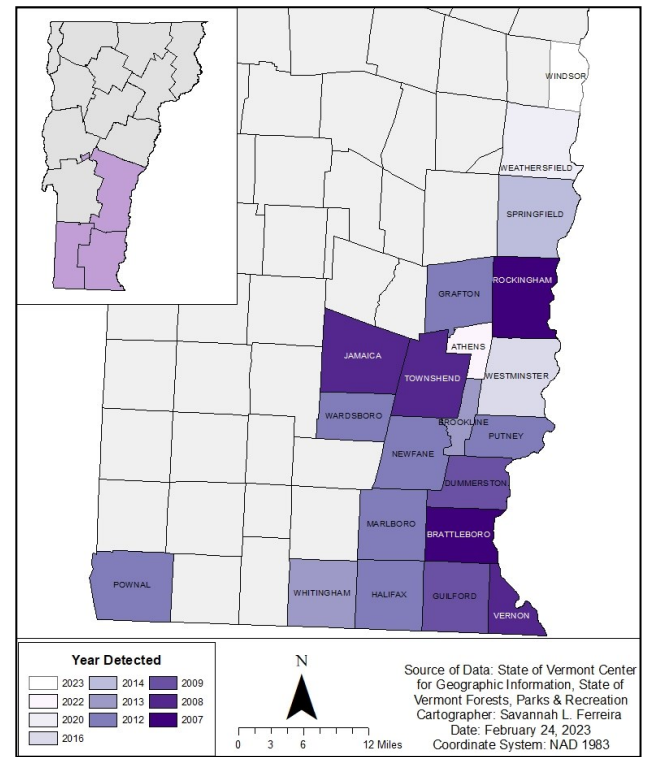 WINDSOR
WEATHERSFIELD
SPRINGFIELD
ROCKINGHAM
GRAFTON
ATHENS
JAMAICA
WESTMINSTER
TOWNSHEND
WARDSBORO
BROOKLINE
PUTNEY
NEWFANE
DUMMERSTON
MARLBORO
BRATTLEBORO
POWNAL
WHITINGHAM
HALIFAX
GUILFORD
VERNON
Year Detected
2023 2014 2009
2022 2013 2008
2020 2012 2007
2016
N
0 3 6 12 Miles
Source of Data: State of Vermont Center
for Geographic Information, State of
Vermont Forests, Parks & Recreation
Cartographer: Savannah L. Ferreira
Date: February 24, 2023
Coordinate System: NAD 1983